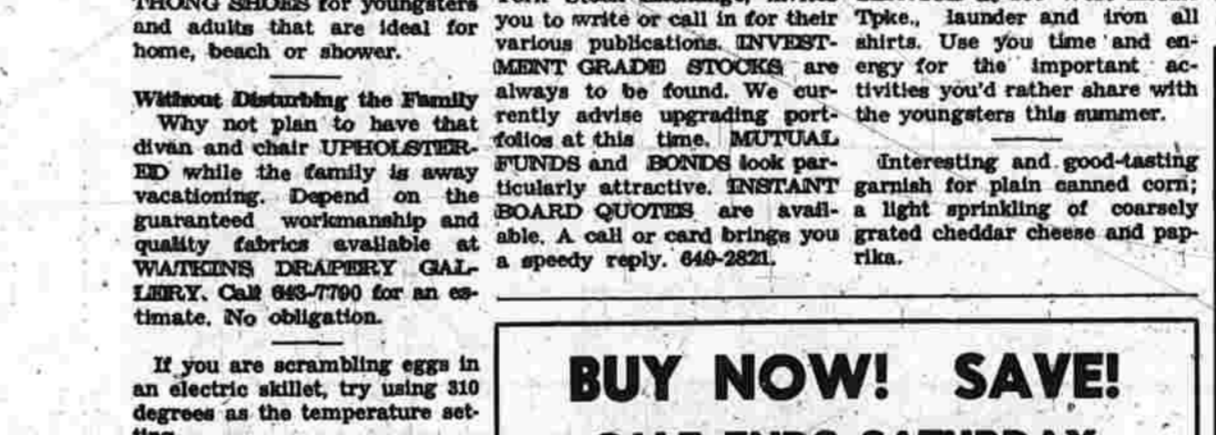 THONG SHOES for youngsters
and adults that are ideal for
home, beach or shower.
Without Disturbing the Family
Why not plan to have that
divan and chair UPHOLSTER-
ED while the family is away
vacationing. Depend on the
guaranteed workmanship and
quality fabrics available at
WATKINS DRAPERY GAL-
LERY. Call 643-7790 for an es-
timate. No obligation.
If you are scrambling eggs in
an electric skillet, try using 310
degrees as the temperature set-
you to write or call in for their
various publications. INVEST-
MENT GRADE STOCKS are
always to be found. We cur-
rently advise upgrading port-
folios at this time. MUTUAL
FUNDS and BONDS look par-
ticularly attractive. INSTANT
BOARD QUOTES are avail-
able. A call or card brings you
a speedy reply. 649-2821.
Tpke., launder and iron all
shirts. Use you time and en-
ergy for the important ac-
tivities you'd rather share with
the youngsters this summer.
Interesting and good-tasting
garnish for plain canned corn;
a light sprinkling of coarsely
grated cheddar cheese and pap-
rika.
BUY NOW! SAVE!